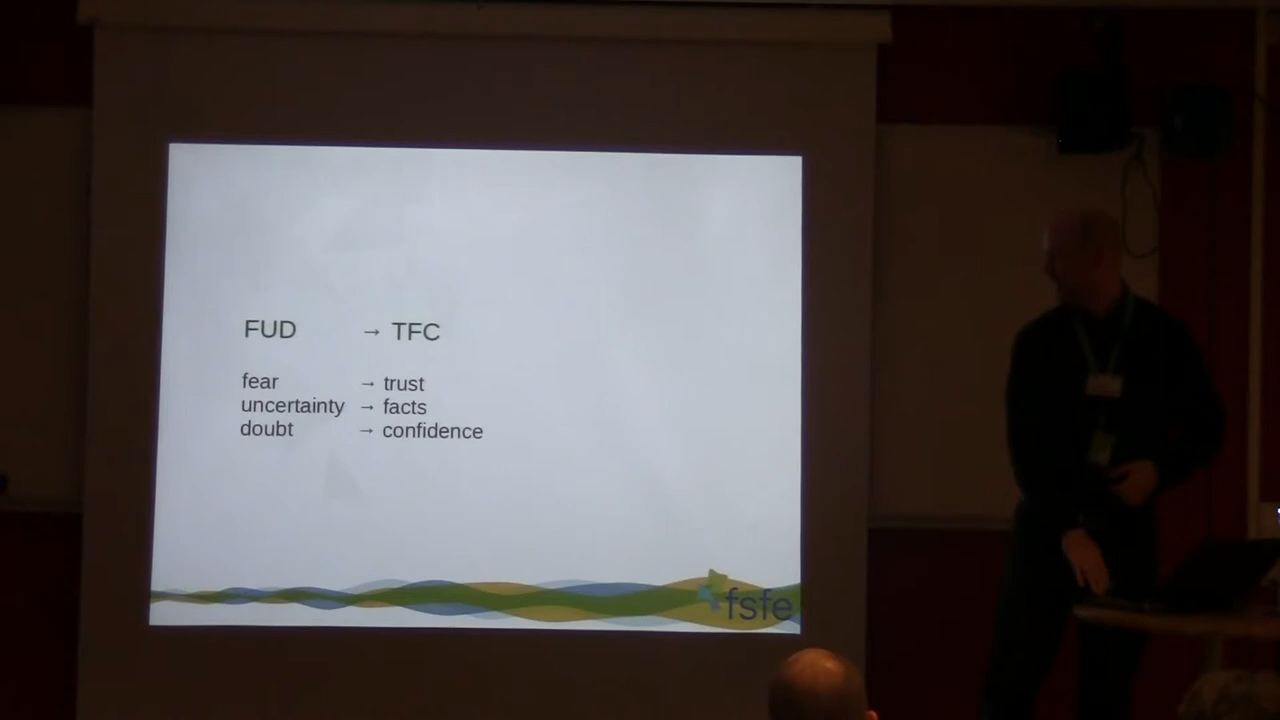 FUD → TFC
fear → trust
uncertainty → facts
doubt → confidence
fsfe